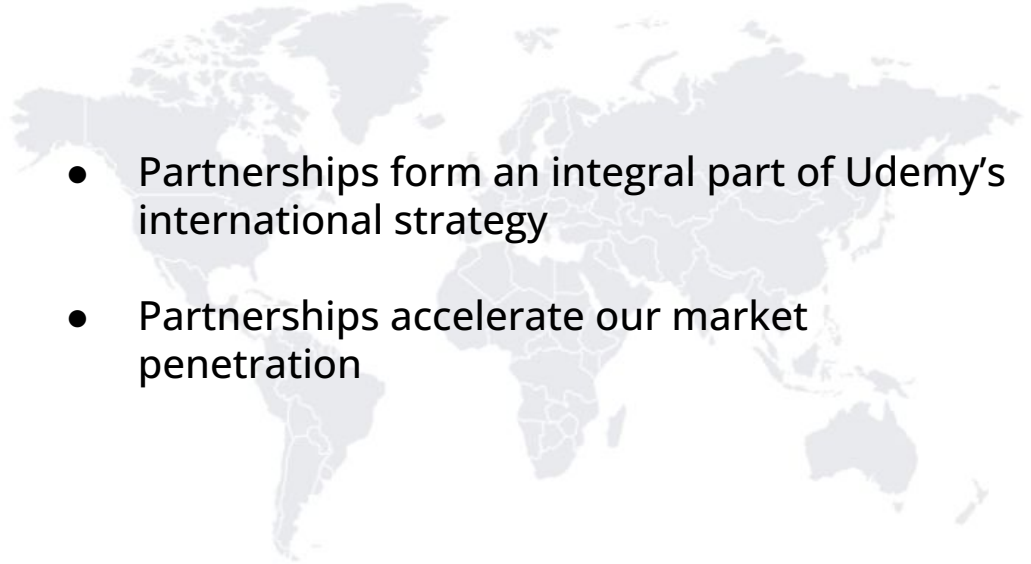 ● Partnerships form an integral part of Udemy’s
international strategy
● Partnerships accelerate our market
penetration